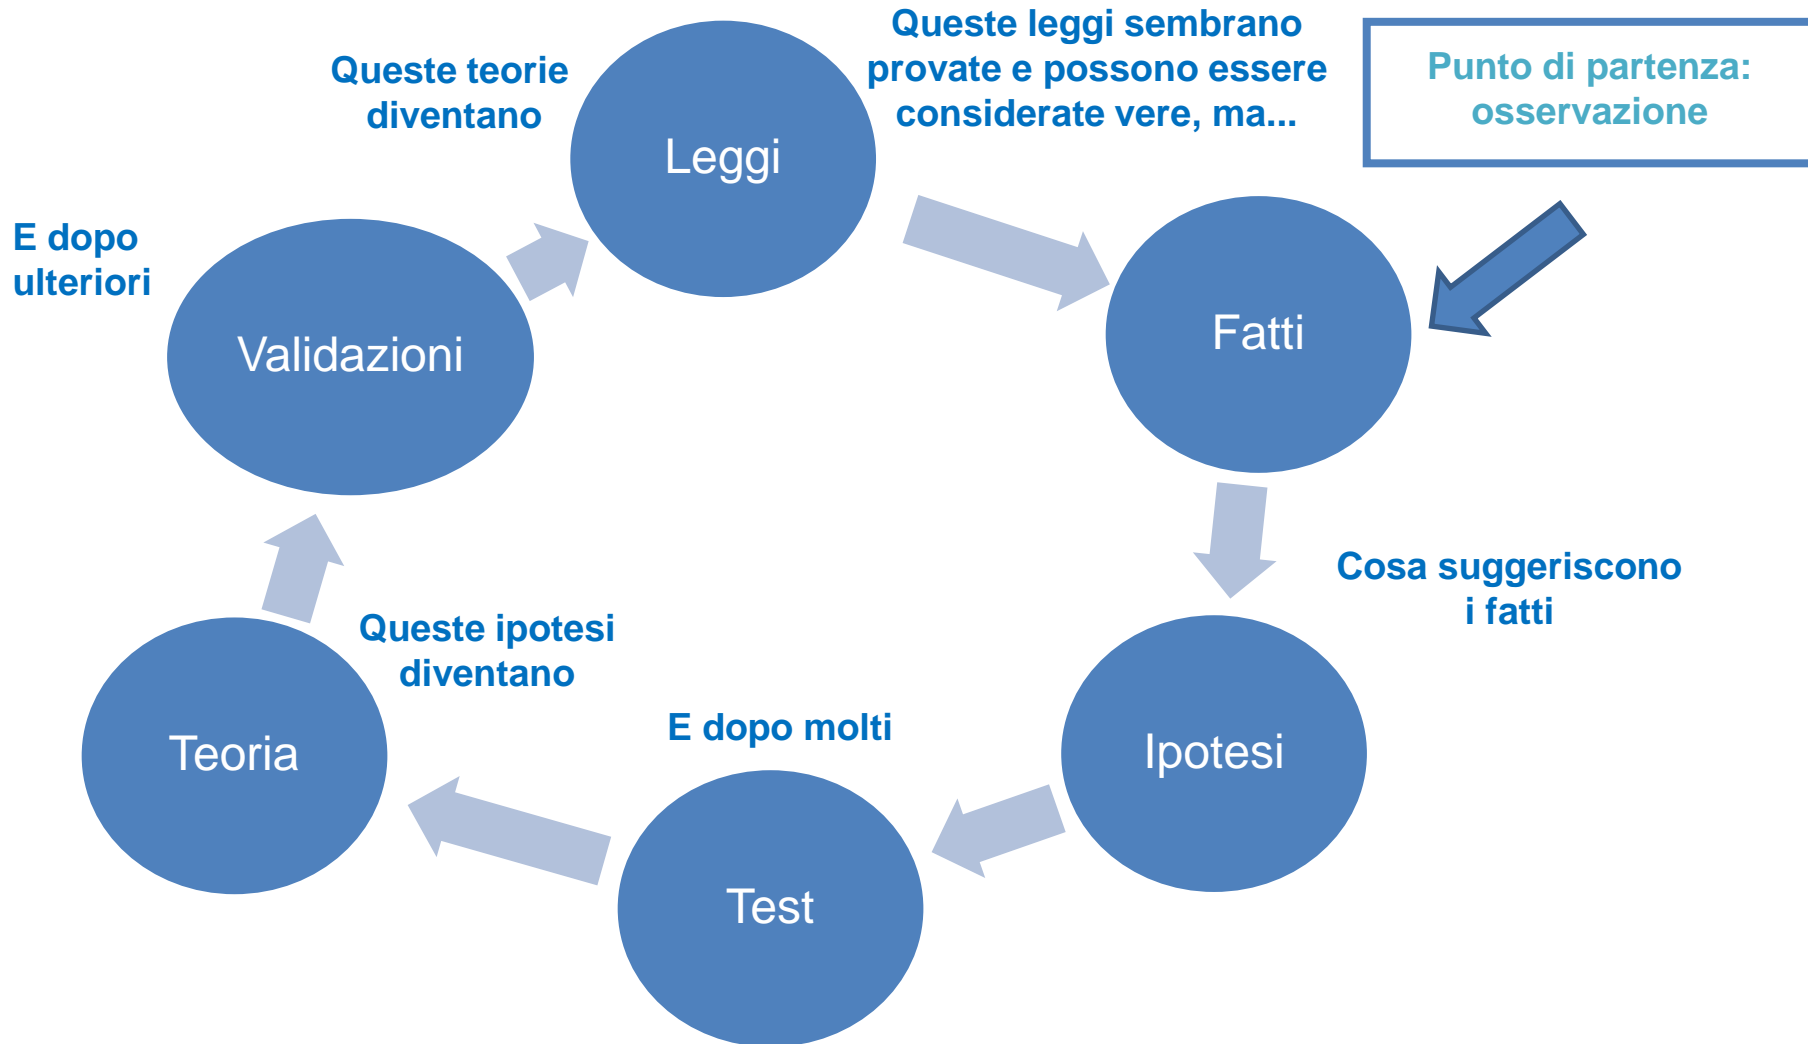 Punto di partenza:
osservazione
Fatti
Cosa suggeriscono
i fatti
Ipotesi
E dopo molti
Test
Queste ipotesi
diventano
Teoria
E dopo
ulteriori
Validazioni
Queste teorie
diventano
Leggi
Queste leggi sembrano
provate e possono essere
considerate vere, ma...